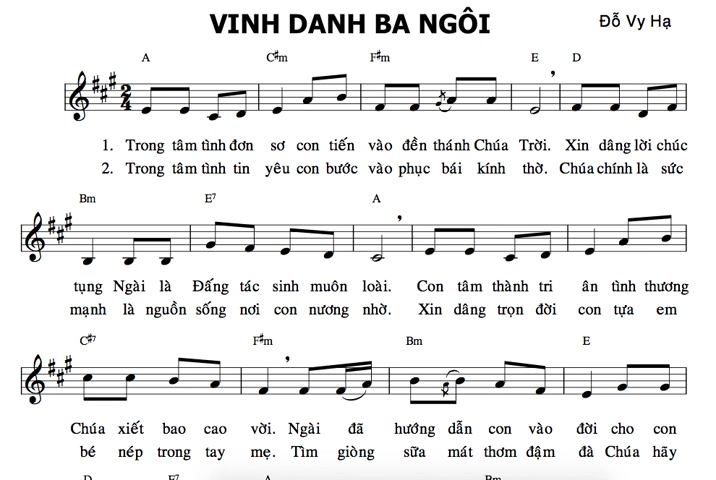 VINH DANH BA NGÔI
Đỗ Vy Hạ
A C#m F#m E D
2/4
1. Trong tâm tình đơn sơ con tiến vào đền thánh Chúa Trời. Xin dâng lời chúc
2. Trong tâm tình tin yêu con bước vào phục bái kính thờ. Chúa chính là sức
Bm E7 A
tụng Ngài là Đấng tác sinh muôn loài. Con tâm thành tri ân tình thương
mạnh là nguồn sống nơi con nương nhờ. Xin dâng trọn đời con tựa em
C#7 F#m Bm E
Chúa xiết bao cao vời. Ngài đã hướng dẫn con vào đời cho con
bé nép trong tay mẹ. Tìm giòng sữa mát thơm đậm đà Chúa hãy
D E7 A Bm